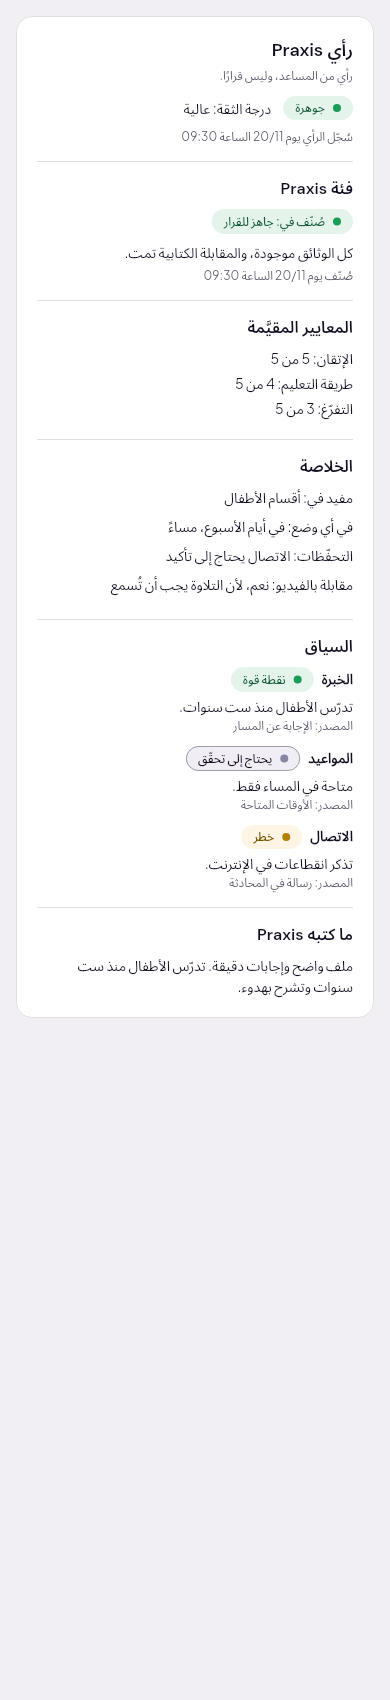 رأي Praxis
رأي من المساعد، وليس قرارًا.
جوهرة
درجة الثقة: عالية
سُجّل الرأي يوم 20/11 الساعة 09:30
فئة Praxis
صُنّف في: جاهز للقرار
كل الوثائق موجودة، والمقابلة الكتابية تمت.
صُنّف يوم 20/11 الساعة 09:30
المعايير المقيَّمة
الإتقان: 5 من 5
طريقة التعليم: 4 من 5
التفرّغ: 3 من 5
الخلاصة
مفيد في: أقسام الأطفال
في أي وضع: في أيام الأسبوع، مساءً
التحفّظات: الاتصال يحتاج إلى تأكيد
مقابلة بالفيديو: نعم، لأن التلاوة يجب أن تُسمع
السياق
الخبرة نقطة قوة
تدرّس الأطفال منذ ست سنوات.
المصدر: الإجابة عن المسار
المواعيد يحتاج إلى تحقّق
متاحة في المساء فقط.
المصدر: الأوقات المتاحة
الاتصال خطر
تذكر انقطاعات في الإنترنت.
المصدر: رسالة في المحادثة
ما كتبه Praxis
ملف واضح وإجابات دقيقة. تدرّس الأطفال منذ ست
سنوات وتشرح بهدوء.